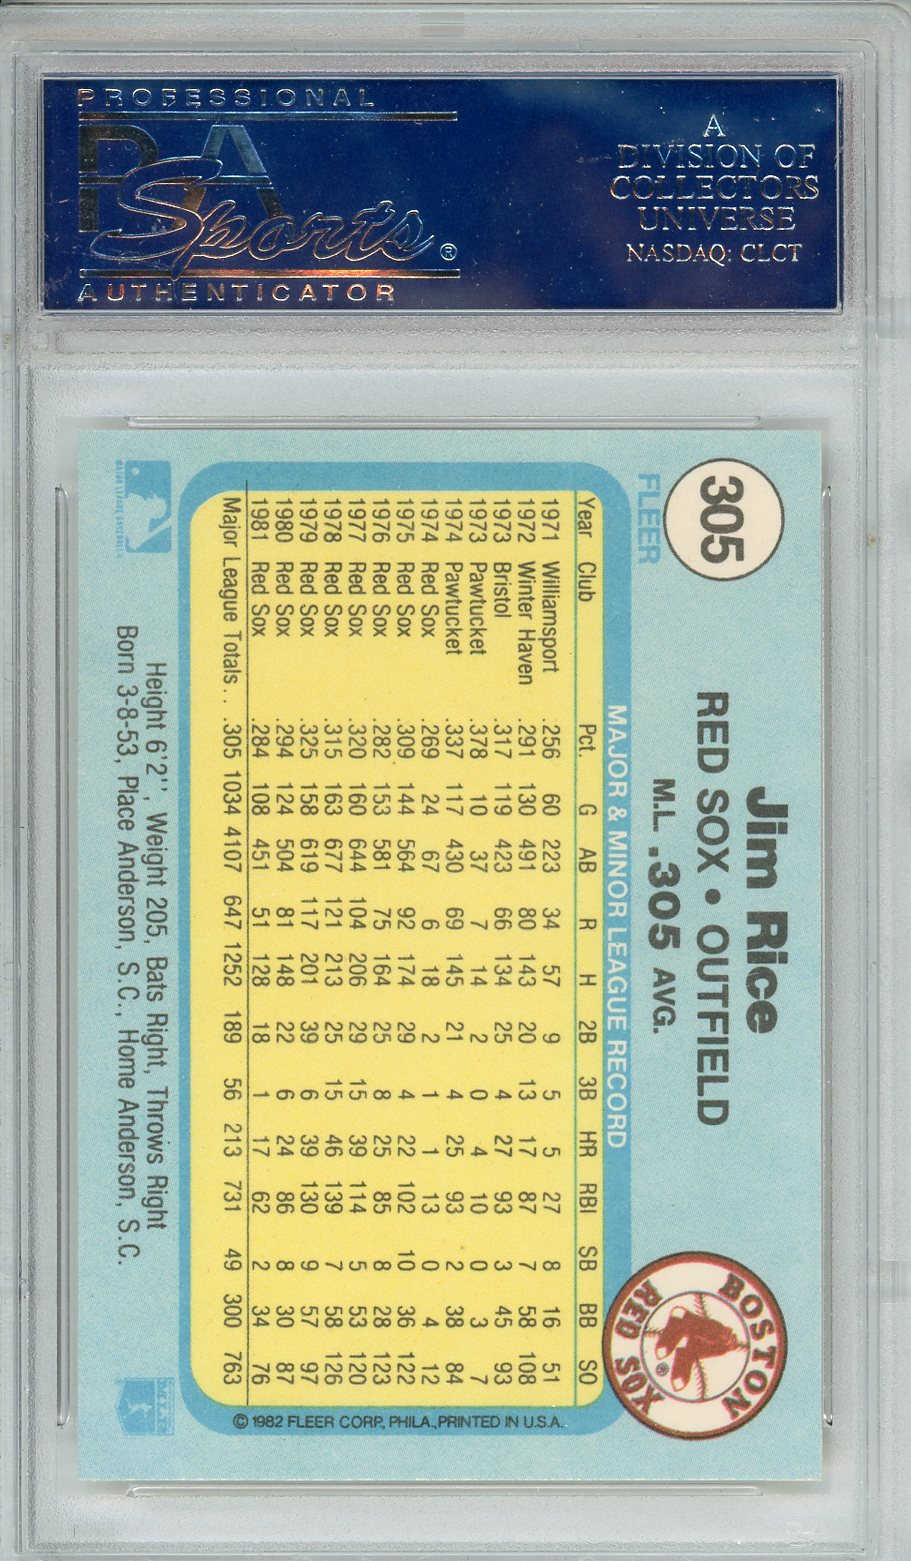 PROFESSIONAL
PSA
Sports®
AUTHENTICATOR
A
DIVISION OF
COLLECTORS
UNIVERSE
NASDAQ: CLCT
305
FLEER
Jim Rice
RED SOX • OUTFIELD
M.L. .305 AVG.
BOSTON
RED SOX
®
MAJOR & MINOR LEAGUE RECORD
Year Club Pct. G AB R H 2B 3B HR RBI SB BB SO
1971 Williamsport .256 60 223 34 57 9 5 5 27 8 16 51
1972 Winter Haven .291 130 491 80 143 20 13 17 87 7 58 108
1973 Bristol .317 119 423 66 134 25 4 27 93 3 45 93
1973 Pawtucket .378 10 37 7 14 2 0 4 10 0 3 7
1974 Pawtucket .337 117 430 69 145 21 4 25 93 2 38 84
1974 Red Sox .269 24 67 6 18 2 1 1 13 0 4 12
1975 Red Sox .309 144 564 92 174 29 4 22 102 10 36 122
1976 Red Sox .282 153 581 75 164 25 8 25 85 8 28 123
1977 Red Sox .320 160 644 104 206 29 15 39 114 5 53 120
1978 Red Sox .315 163 677 121 213 25 15 46 139 7 58 126
1979 Red Sox .325 158 619 117 201 39 6 39 130 9 57 97
1980 Red Sox .294 124 504 81 148 22 6 24 86 8 30 87
1981 Red Sox .284 108 451 51 128 18 1 17 62 2 34 76
Major League Totals . . .305 1034 4107 647 1252 189 56 213 731 49 300 763
© 1982 FLEER CORP., PHILA., PRINTED IN U.S.A.
MAJOR LEAGUE BASEBALL
Height 6'2'', Weight 205, Bats Right, Throws Right
Born 3-8-53, Place Anderson, S.C., Home Anderson, S.C.